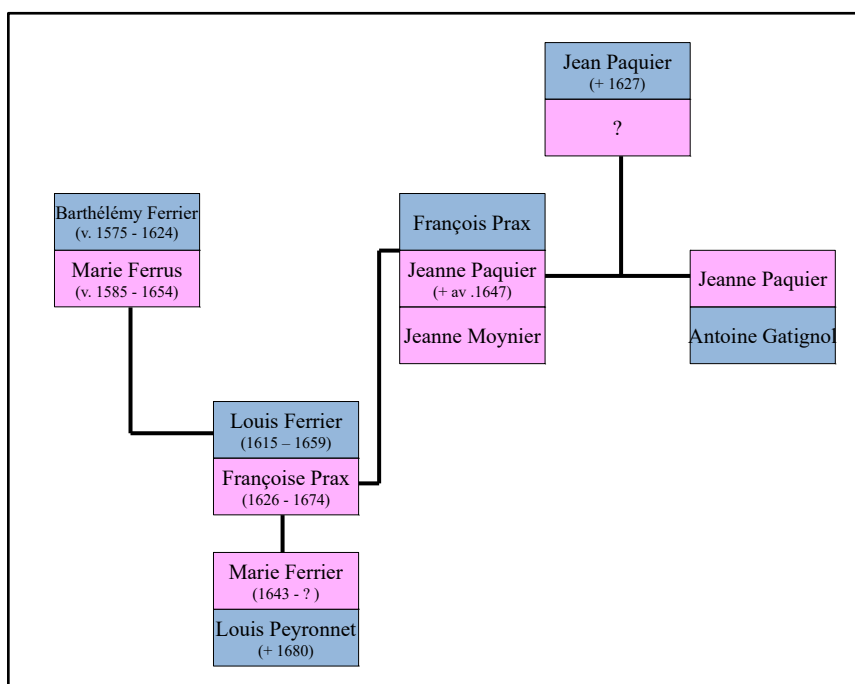 Jean Paquier
(+ 1627)
?
Barthélémy Ferrier
(v. 1575 - 1624)
Marie Ferrus
(v. 1585 - 1654)
François Prax
Jeanne Paquier
(+ av .1647)
Jeanne Moynier
Jeanne Paquier
Antoine Gatignol
Louis Ferrier
(1615 – 1659)
Françoise Prax
(1626 - 1674)
Marie Ferrier
(1643 - ? )
Louis Peyronnet
(+ 1680)